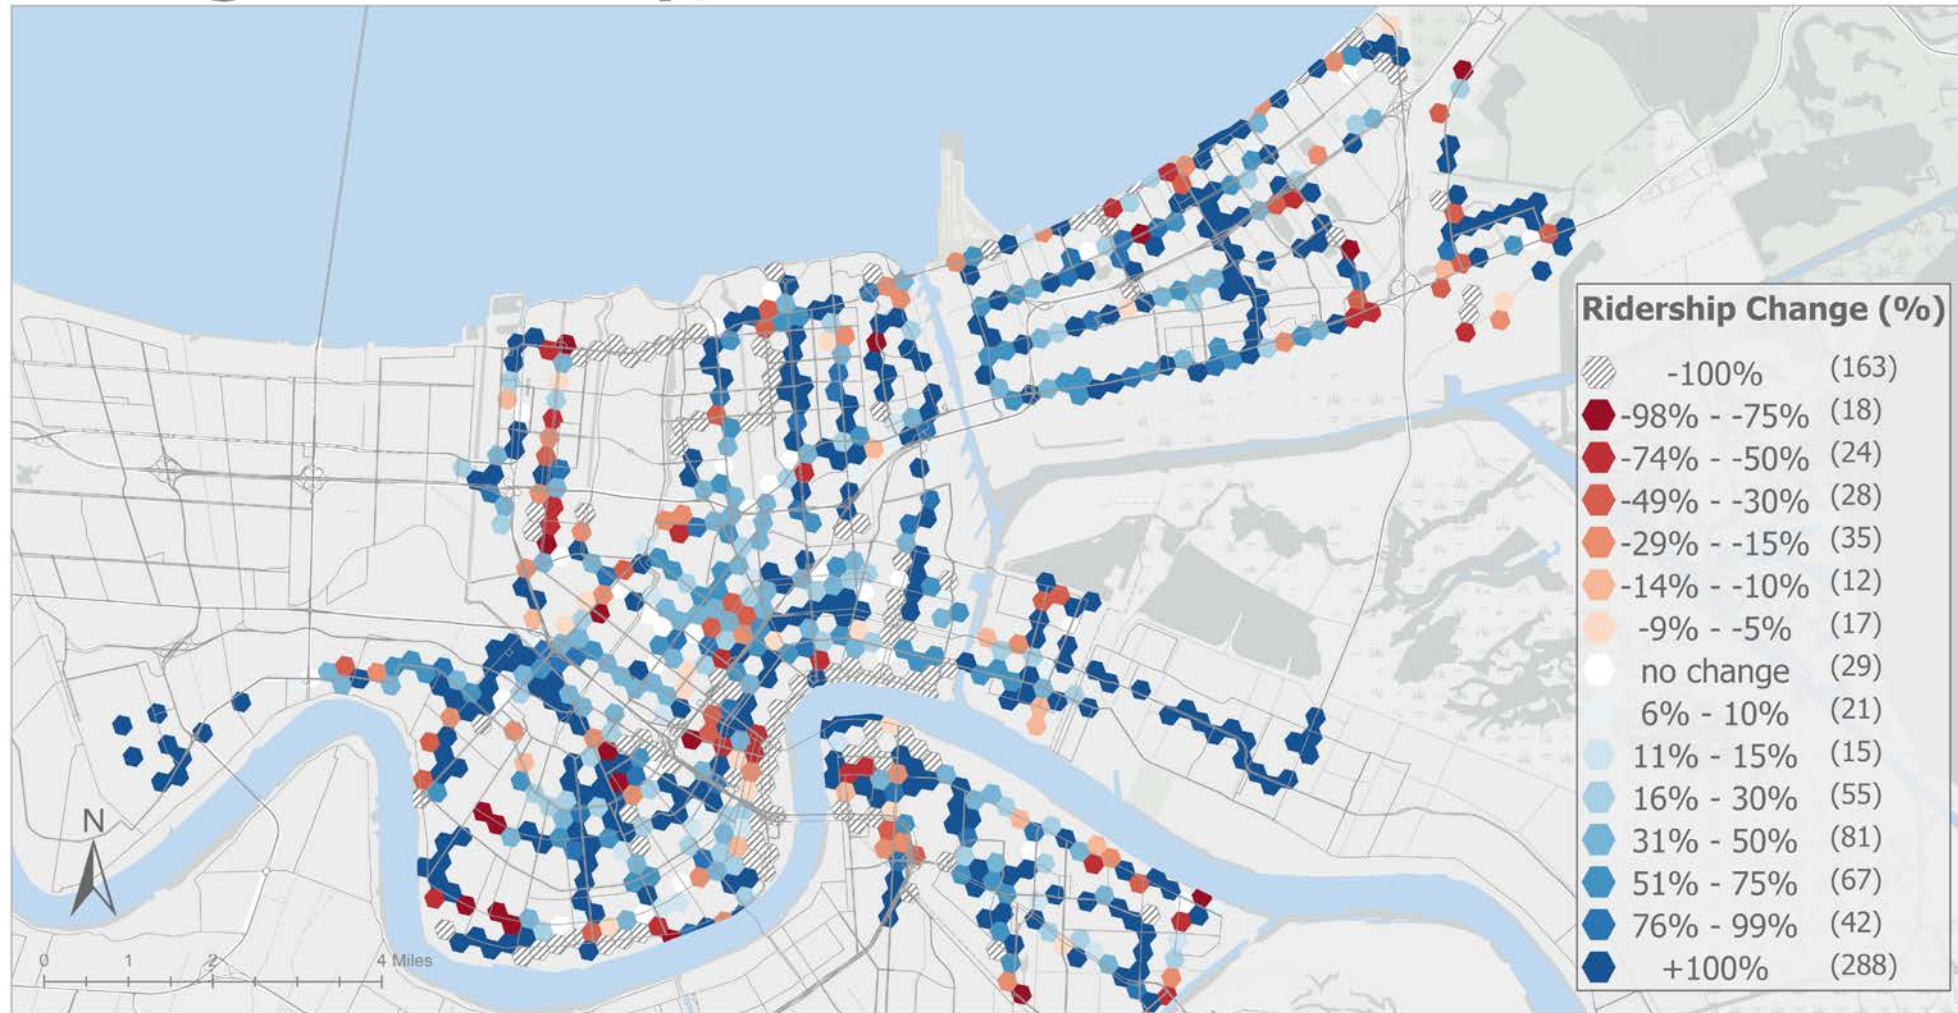 Ridership Change (%)
-100% (163)
-98% - -75% (18)
-74% - -50% (24)
-49% - -30% (28)
-29% - -15% (35)
-14% - -10% (12)
-9% - -5% (17)
no change (29)
6% - 10% (21)
11% - 15% (15)
16% - 30% (55)
31% - 50% (81)
51% - 75% (67)
76% - 99% (42)
+100% (288)
N
0 1 2 4 Miles